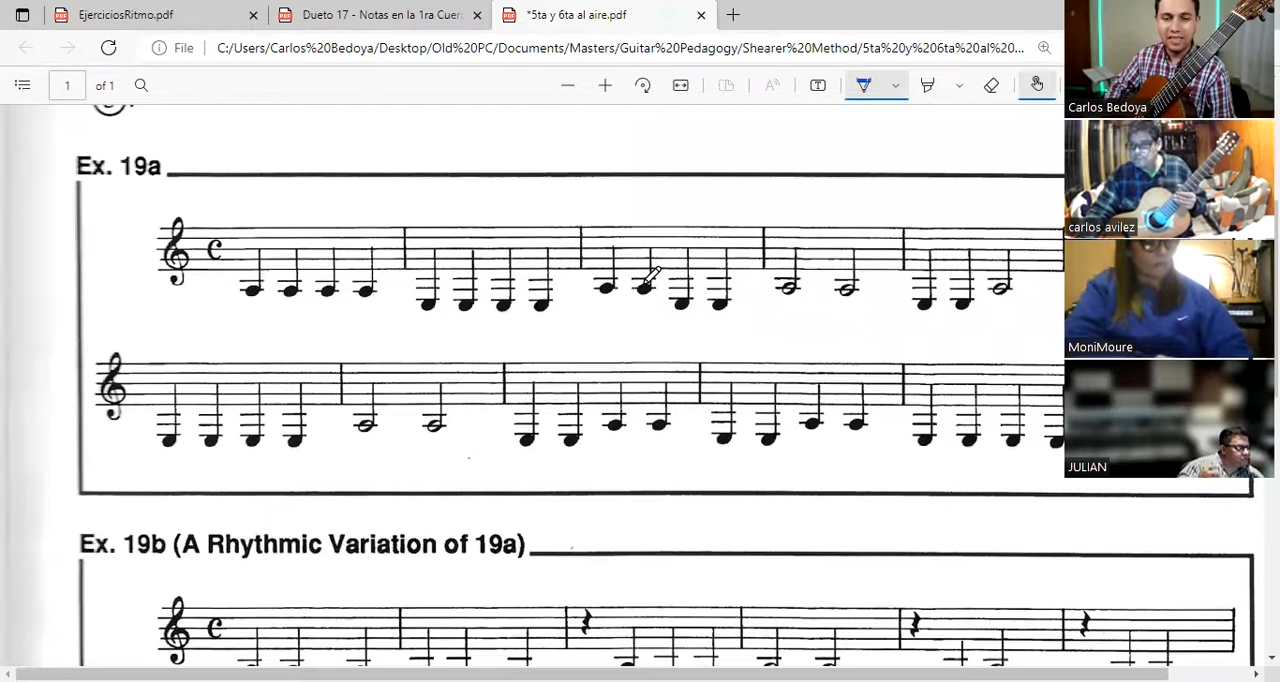 EjerciciosRitmo.pdf
Dueto 17 - Notas en la 1ra Cuer
*5ta y 6ta al aire.pdf
File
C:/Users/Carlos%20Bedoya/Desktop/Old%20PC/Documents/Masters/Guitar%20Pedagogy/Shearer%20Method/5ta%20y%206ta%20al%20...
1
of 1
Carlos Bedoya
carlos avilez
MoniMoure
JULIAN
Ex. 19a
Ex. 19b (A Rhythmic Variation of 19a)